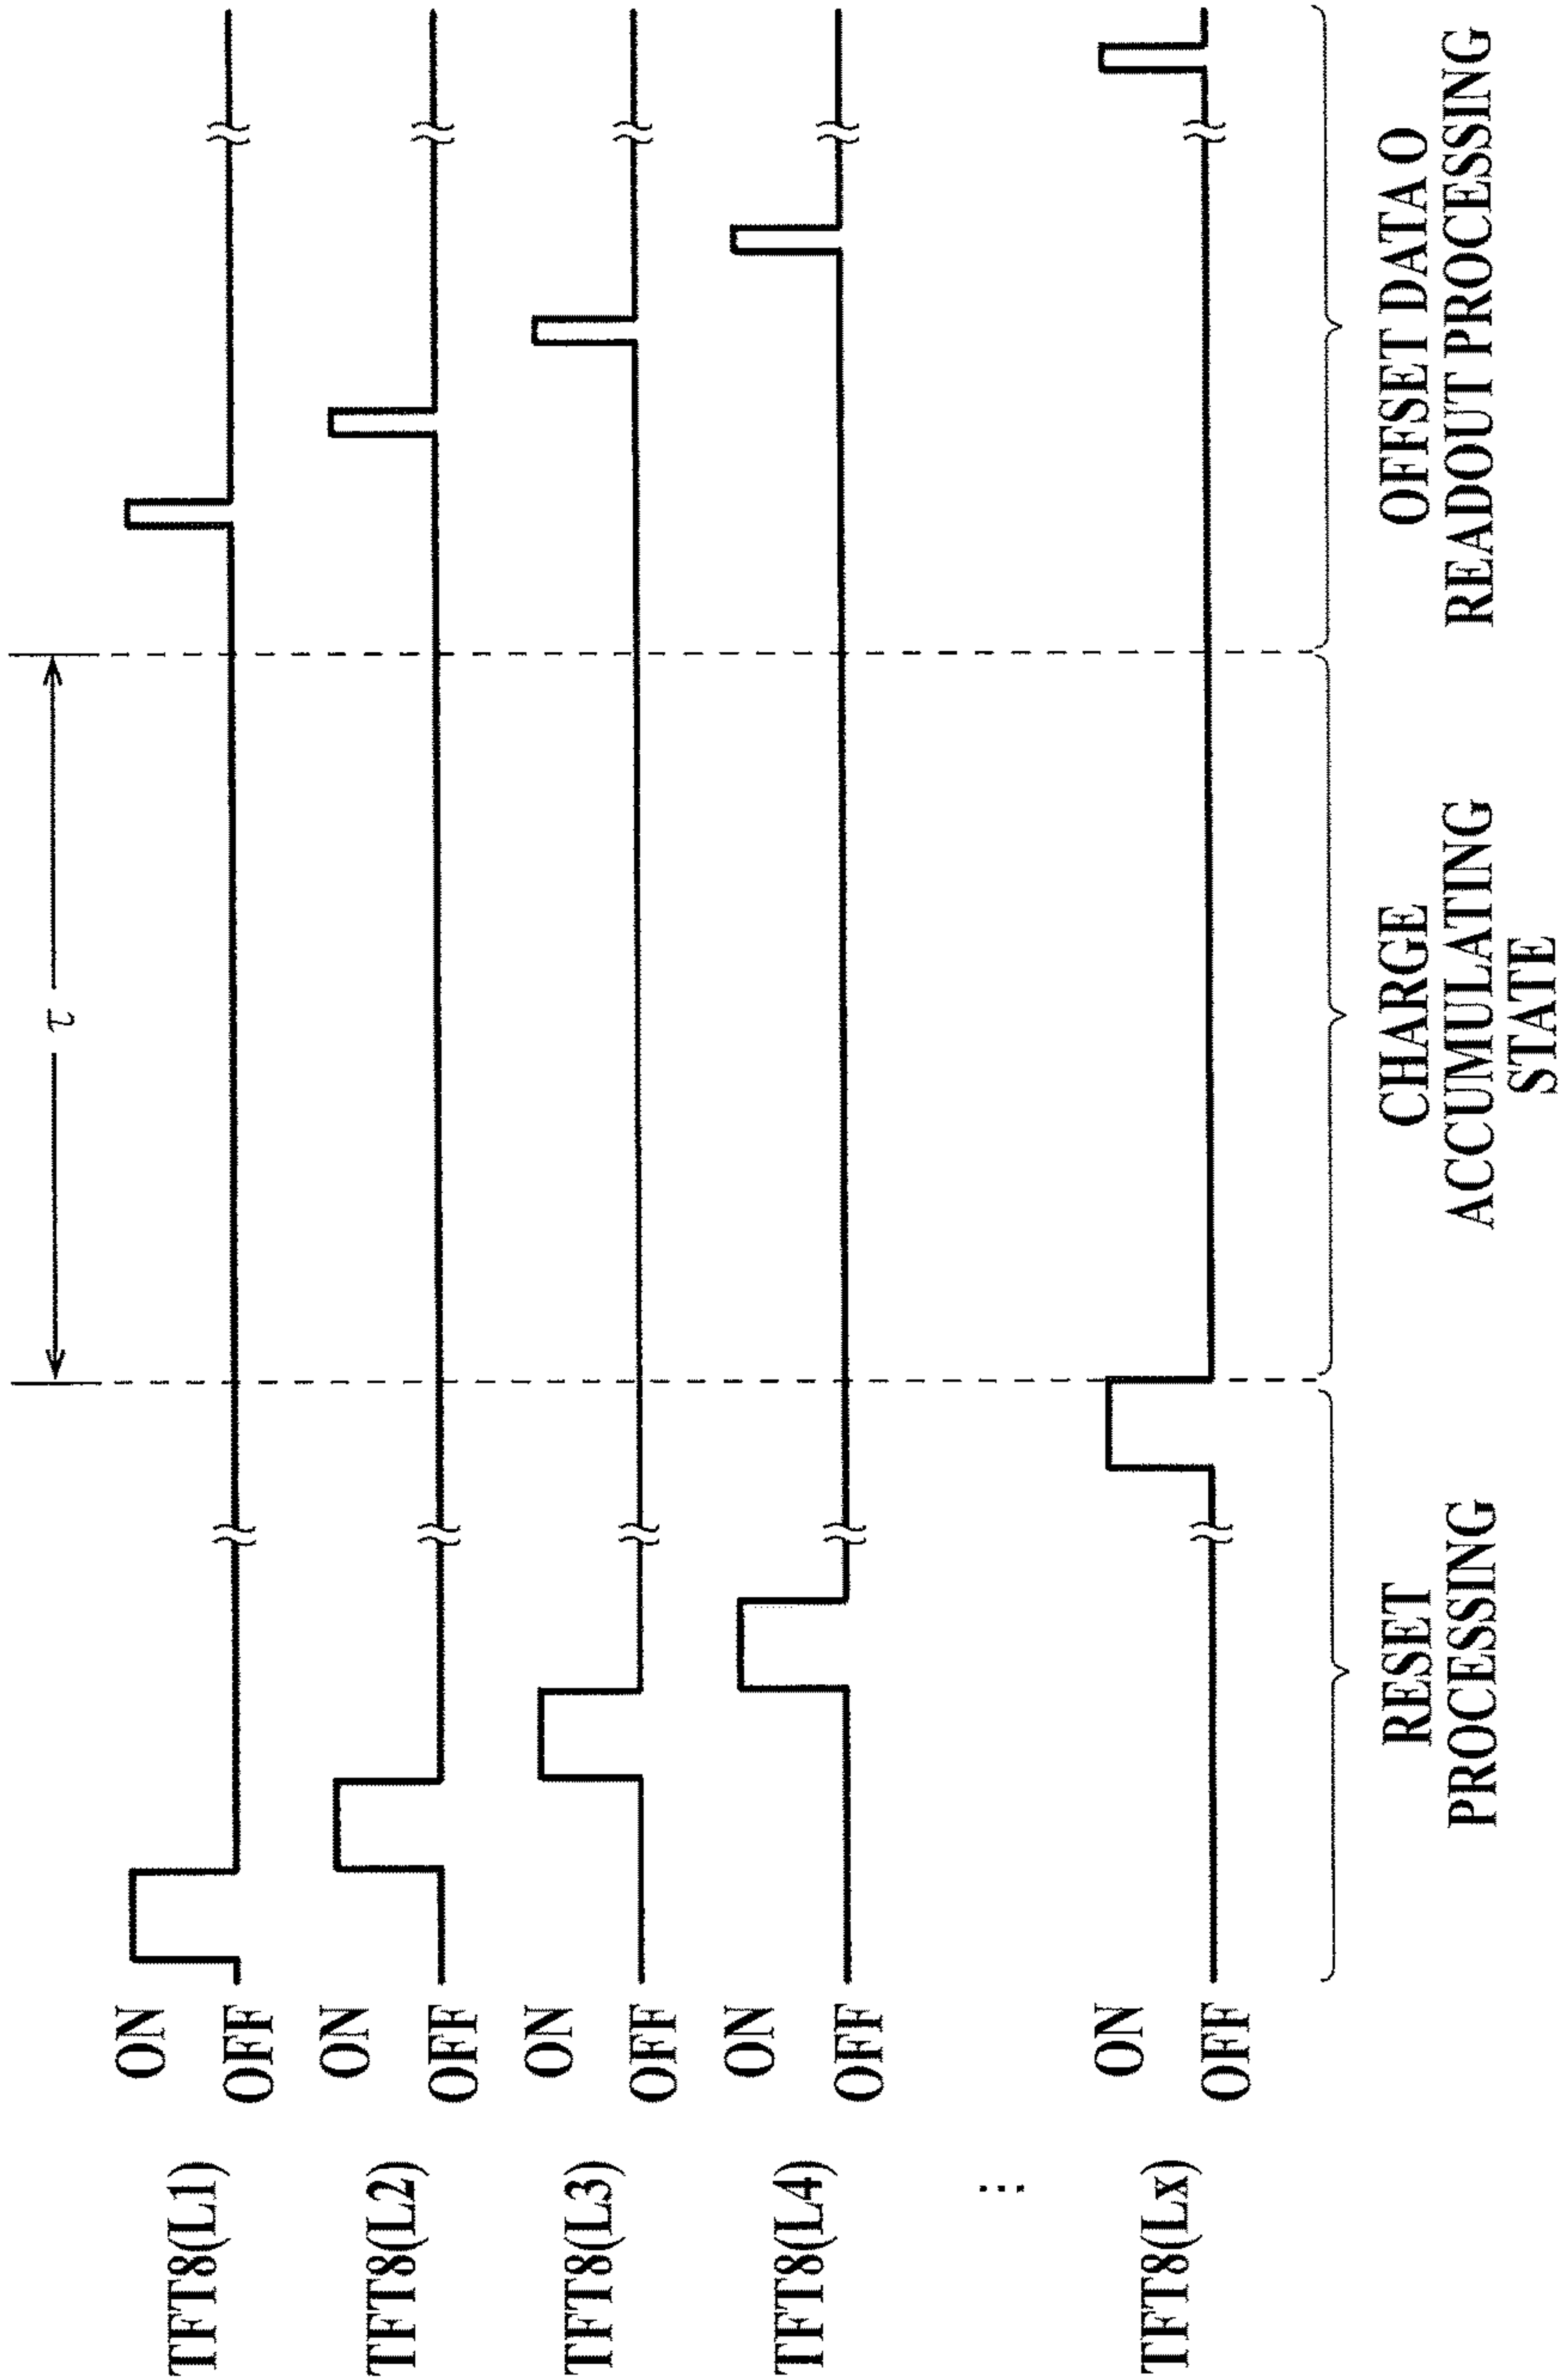 τ
TFT8(L1)
ON
OFF
TFT8(L2)
ON
OFF
TFT8(L3)
ON
OFF
TFT8(L4)
ON
OFF
⋮
TFT8(Lx)
ON
OFF
RESET
PROCESSING
CHARGE
ACCUMULATING
STATE
OFFSET DATA O
READOUT PROCESSING